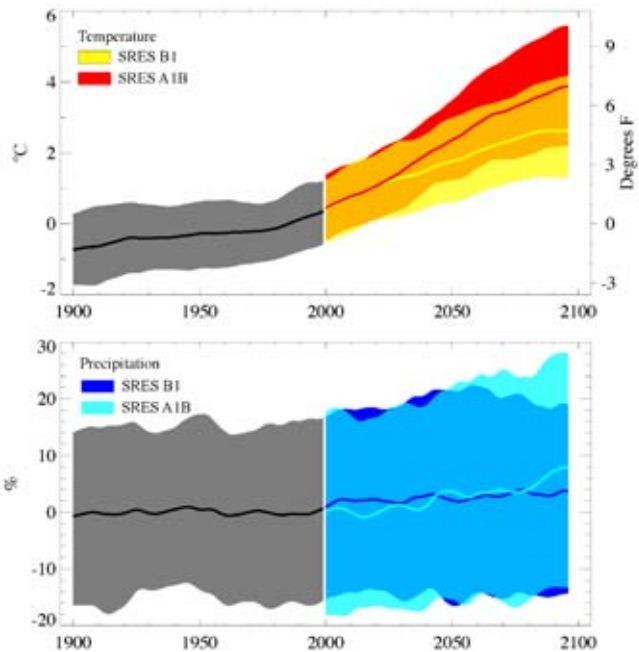 Temperature
SRES B1
SRES A1B
6
4
2
0
-2
°C
9
6
3
0
-3
Degrees F
1900 1950 2000 2050 2100
Precipitation
SRES B1
SRES A1B
30
20
10
0
-10
-20
%
1900 1950 2000 2050 2100